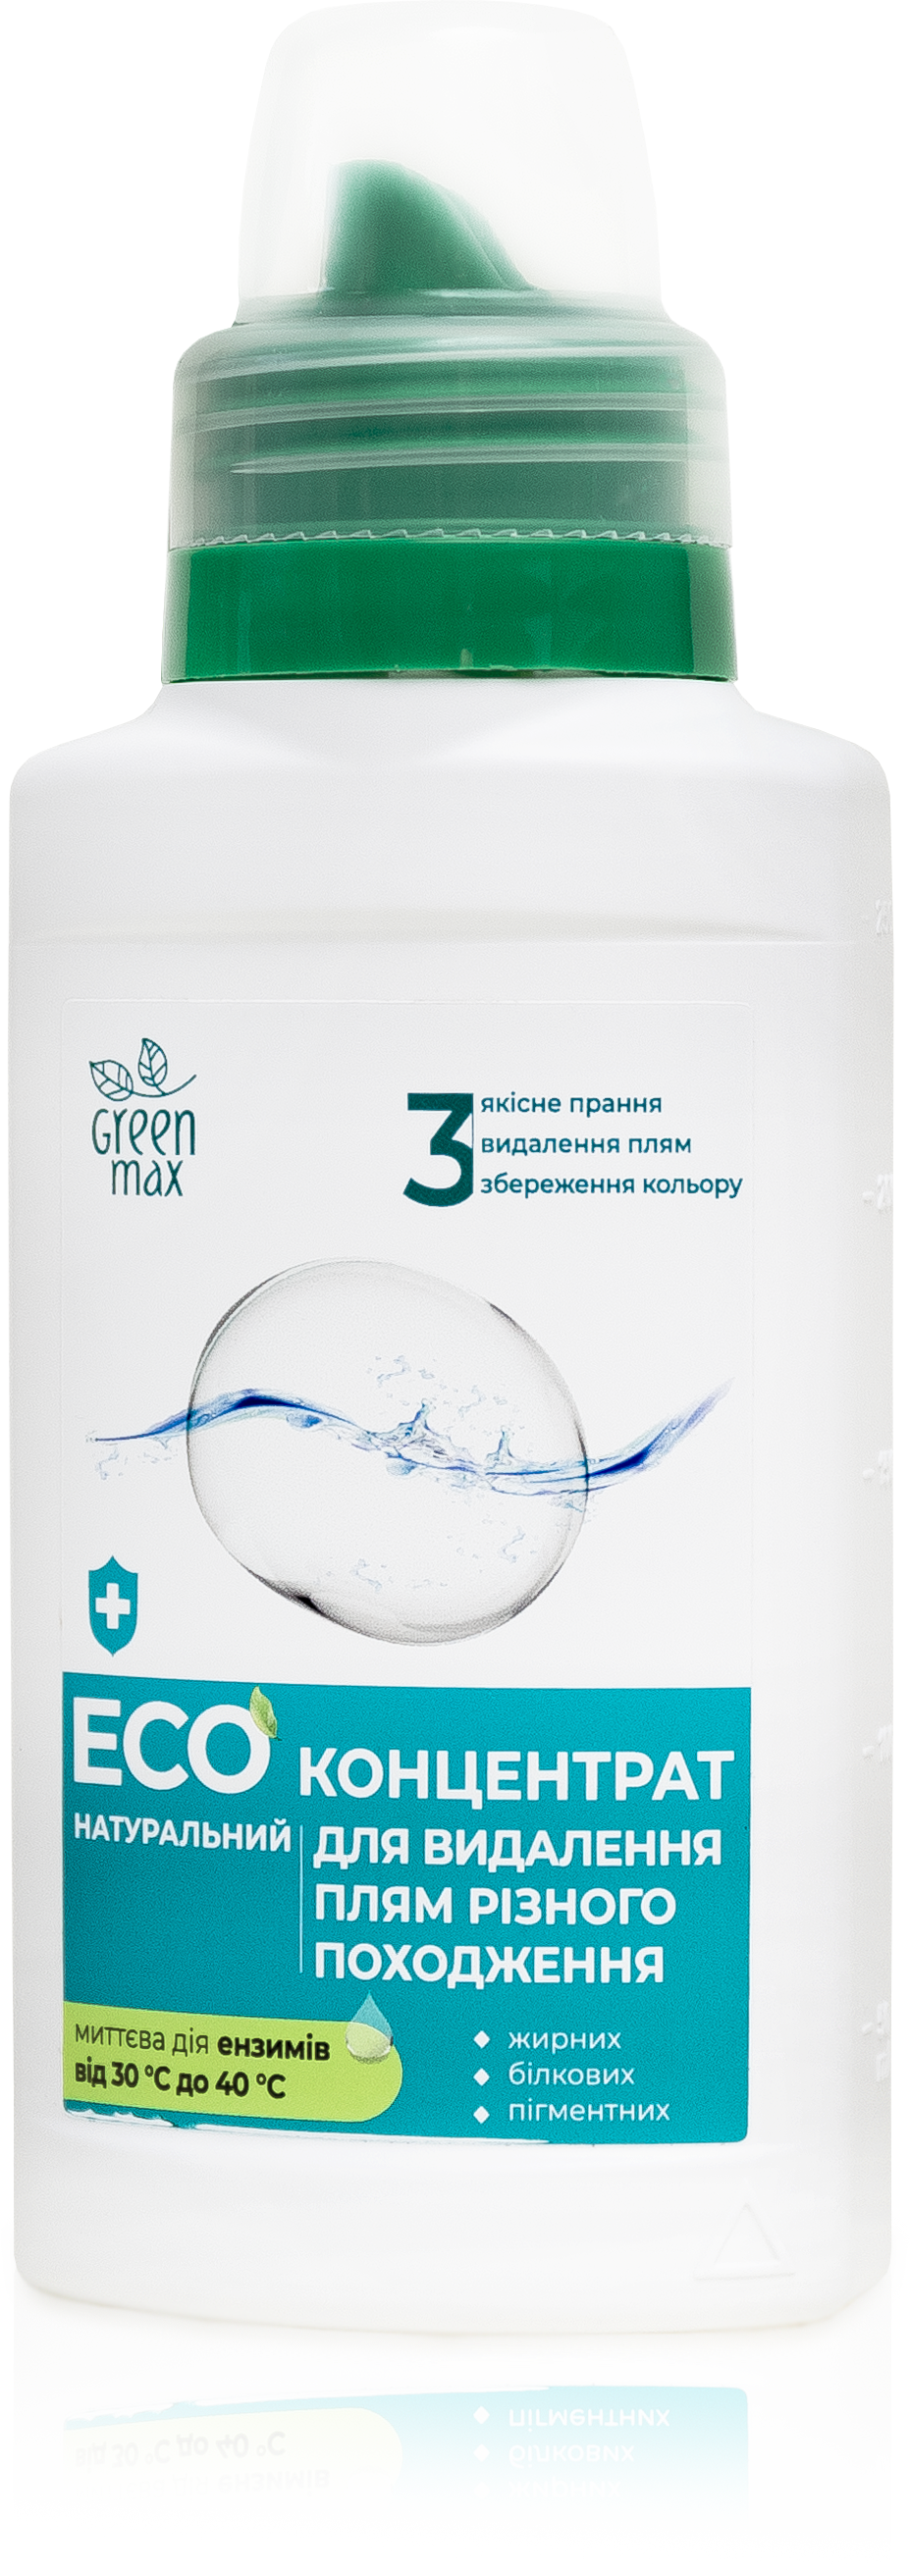 Green
max
3
якісне прання
видалення плям
збереження кольору
ECO
КОНЦЕНТРАТ
НАТУРАЛЬНИЙ
ДЛЯ ВИДАЛЕННЯ
ПЛЯМ РІЗНОГО
ПОХОДЖЕННЯ
миттєва дія ензимів
від 30 °C до 40 °C
жирних
білкових
пігментних